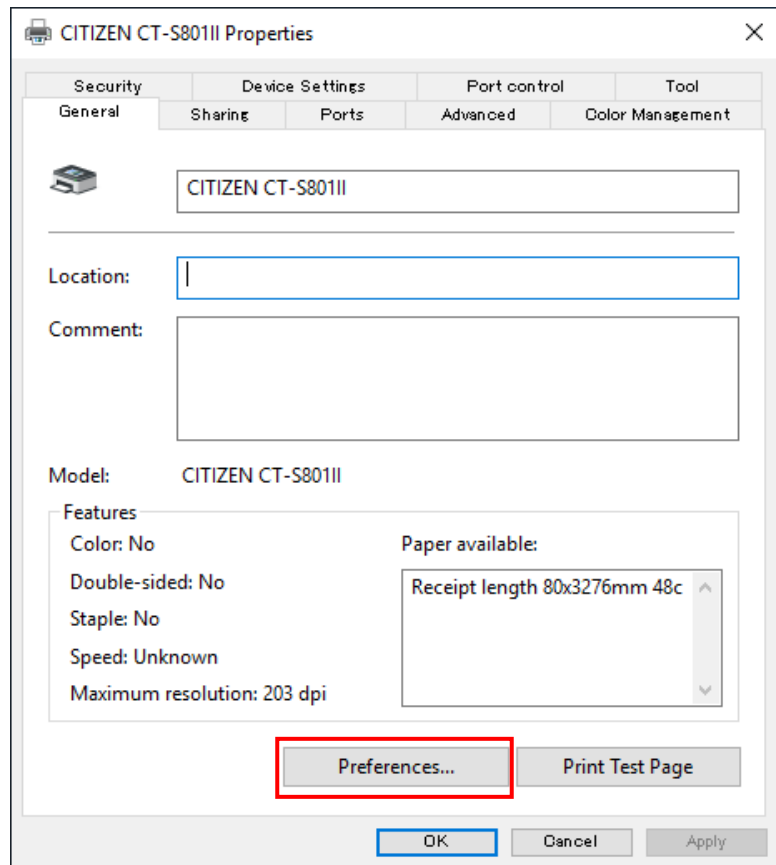 CITIZEN CT-S801II Properties
Security Device Settings Port control Tool
General Sharing Ports Advanced Color Management
CITIZEN CT-S801II
Location:
Comment:
Model: CITIZEN CT-S801II
Features
Color: No Paper available:
Double-sided: No Receipt length 80x3276mm 48c
Staple: No
Speed: Unknown
Maximum resolution: 203 dpi
Preferences... Print Test Page
OK Cancel Apply